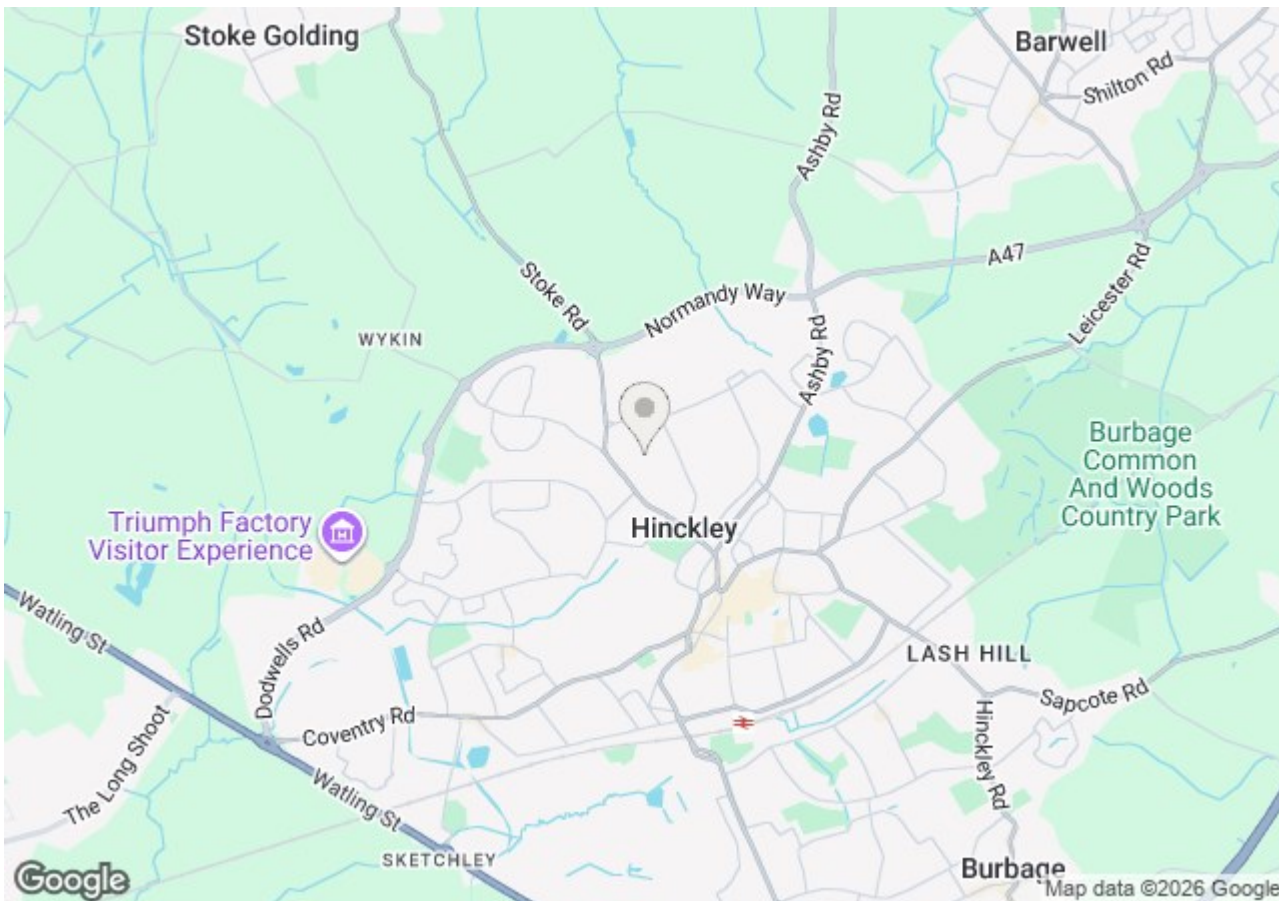 Stoke Golding
Barwell
Shilton Rd
Ashby Rd
A47
Leicester Rd
Stoke Rd
Normandy Way
WYKIN
Ashby Rd
Burbage
Common
And Woods
Country Park
Triumph Factory
Visitor Experience
Hinckley
Watling St
Dodwells Rd
LASH HILL
Sapcote Rd
Coventry Rd
Hinckley Rd
The Long Shoot
Watling St
SKETCHLEY
Burbage
Google
Map data ©2026 Google